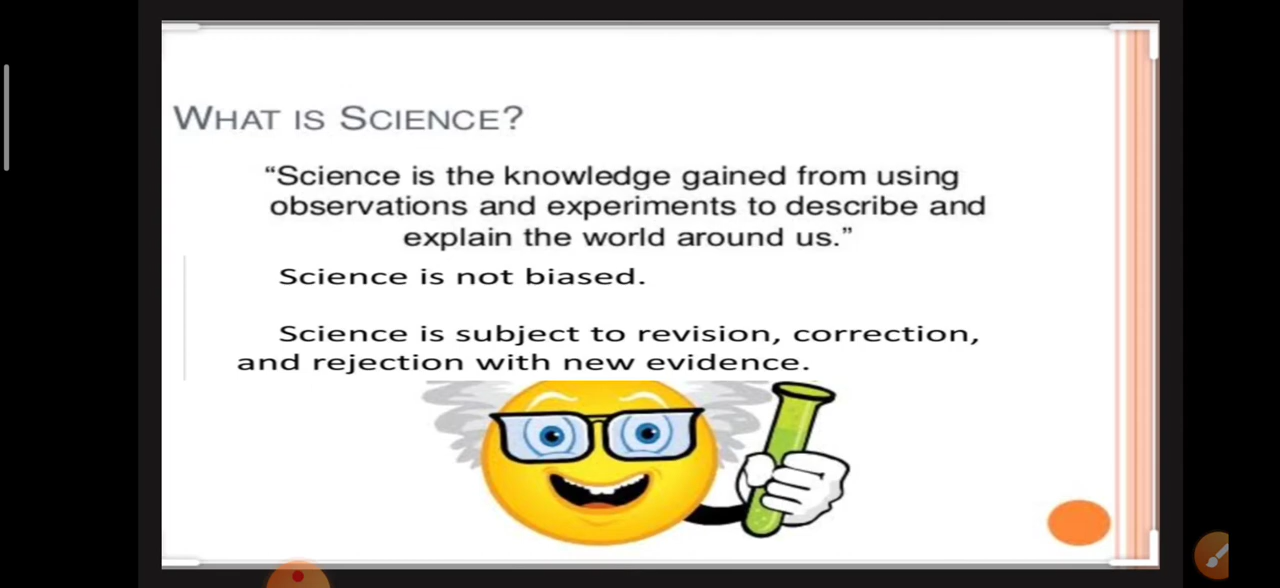 WHAT IS SCIENCE?
“Science is the knowledge gained from using
observations and experiments to describe and
explain the world around us.”
Science is not biased.
Science is subject to revision, correction,
and rejection with new evidence.